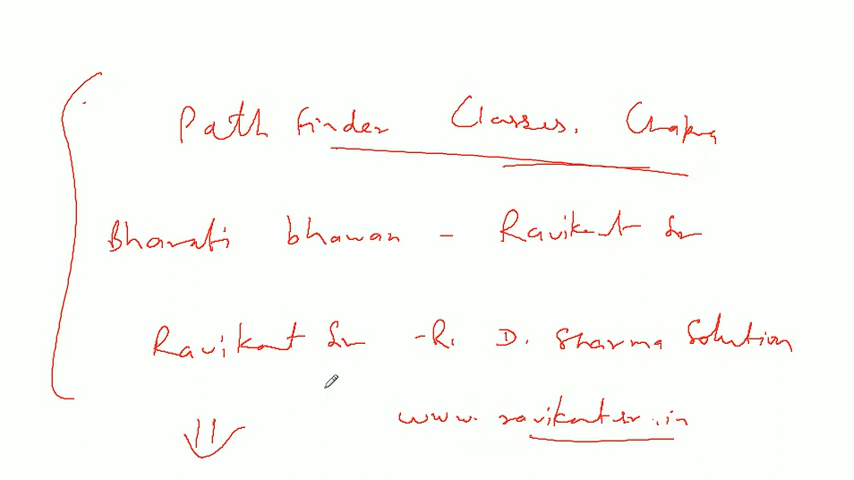 Path finder Classes, Chapra
Bharati bhawan - Ravikant Sir
Ravikant Sir - R. D. Sharma Solution
www.ravikantsir.in